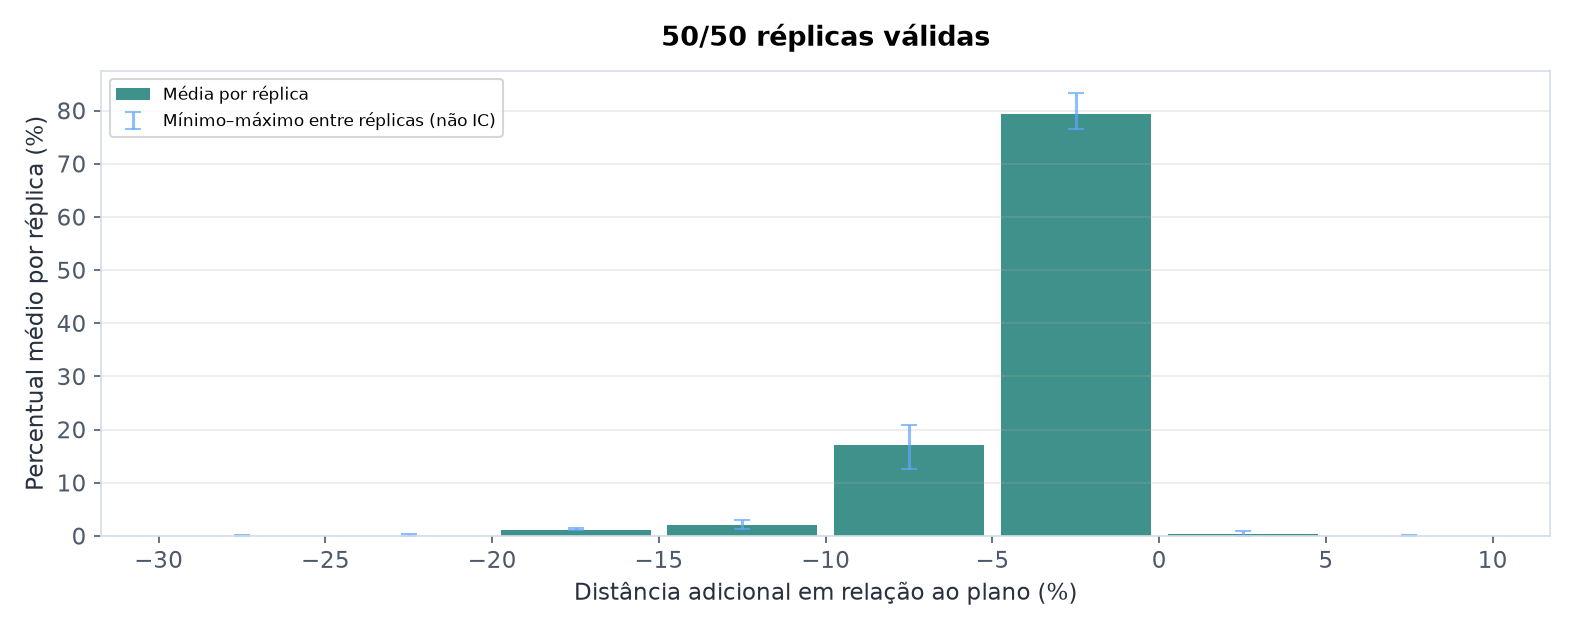 50/50 réplicas válidas
Média por réplica
Mínimo–máximo entre réplicas (não IC)
Percentual médio por réplica (%)
80
70
60
50
40
30
20
10
0
−30 −25 −20 −15 −10 −5 0 5 10
Distância adicional em relação ao plano (%)